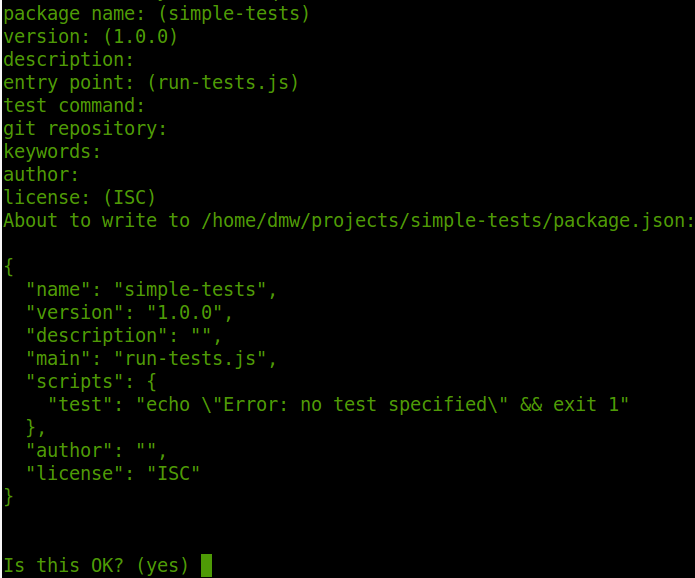 package name: (simple-tests)
version: (1.0.0)
description:
entry point: (run-tests.js)
test command:
git repository:
keywords:
author:
license: (ISC)
About to write to /home/dmw/projects/simple-tests/package.json:

{
  "name": "simple-tests",
  "version": "1.0.0",
  "description": "",
  "main": "run-tests.js",
  "scripts": {
    "test": "echo \"Error: no test specified\" && exit 1"
  },
  "author": "",
  "license": "ISC"
}

Is this OK? (yes)